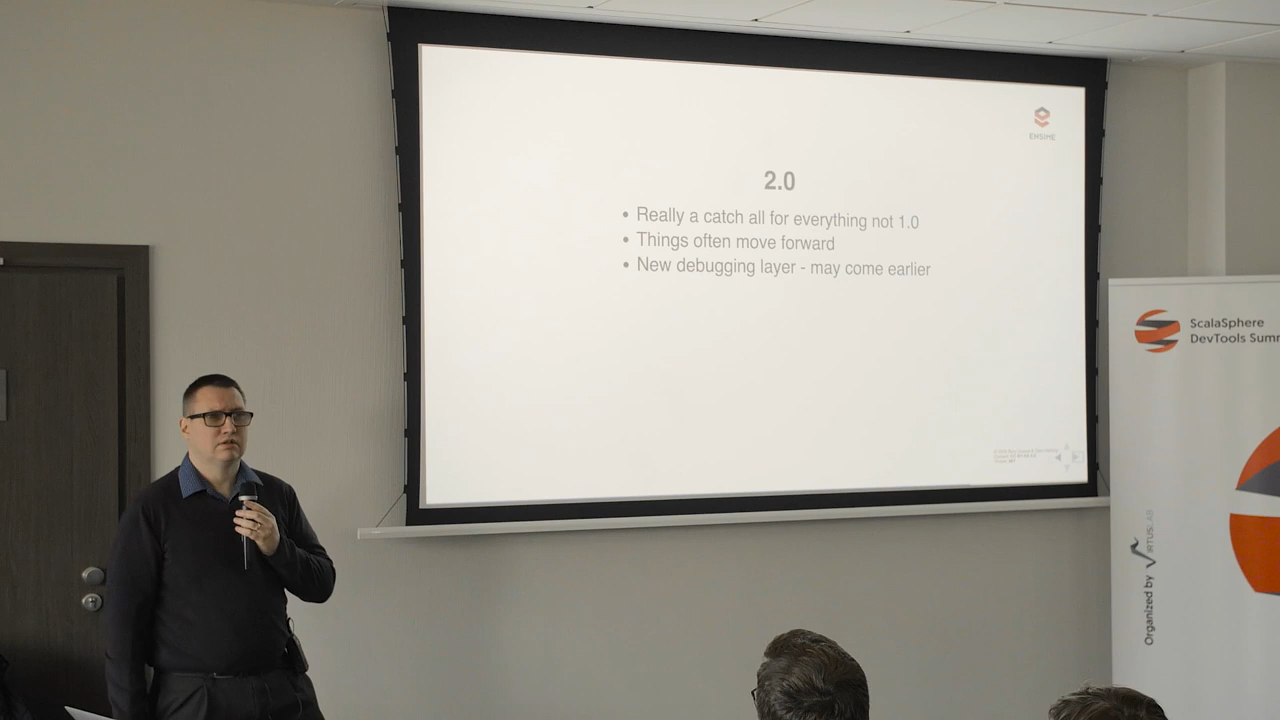 ENSIME
2.0
• Really a catch all for everything not 1.0
• Things often move forward
• New debugging layer - may come earlier
ScalaSphere
DevTools Summ
Organized by VIRTUSLAB